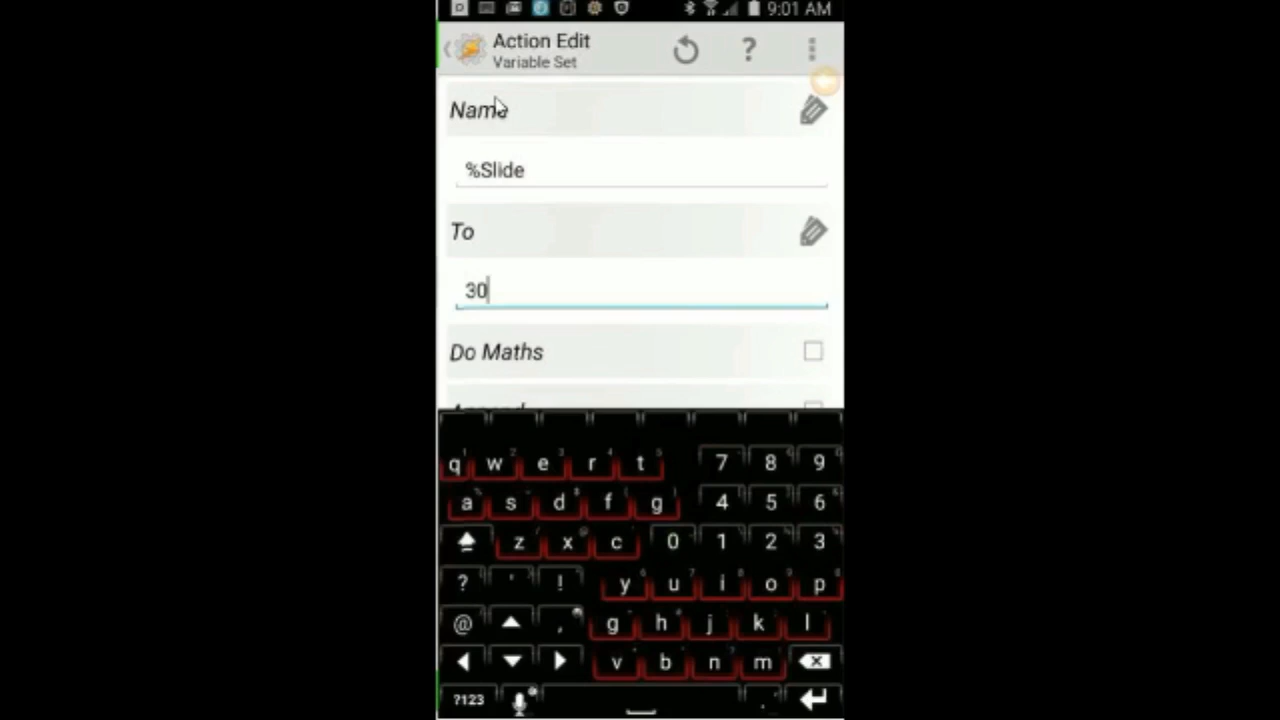 9:01 AM
Action Edit
Variable Set
?
Name
%Slide
To
30
Do Maths
q w e r t 7 8 9
a s d f g 4 5 6
z x c 0 1 2 3
? ' ! y u i o p
@ , g h j k l
v b n m
?123 .